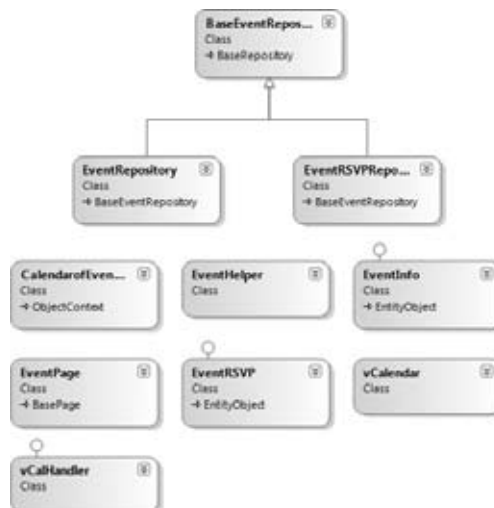 BaseEventRepos...
Class
BaseRepository
EventRepository
Class
BaseEventRepository
EventRSVPRepo...
Class
BaseEventRepository
CalendarofEven...
Class
ObjectContext
EventHelper
Class
EventInfo
Class
EntityObject
EventPage
Class
BasePage
EventRSVP
Class
EntityObject
vCalendar
Class
vCalHandler
Class